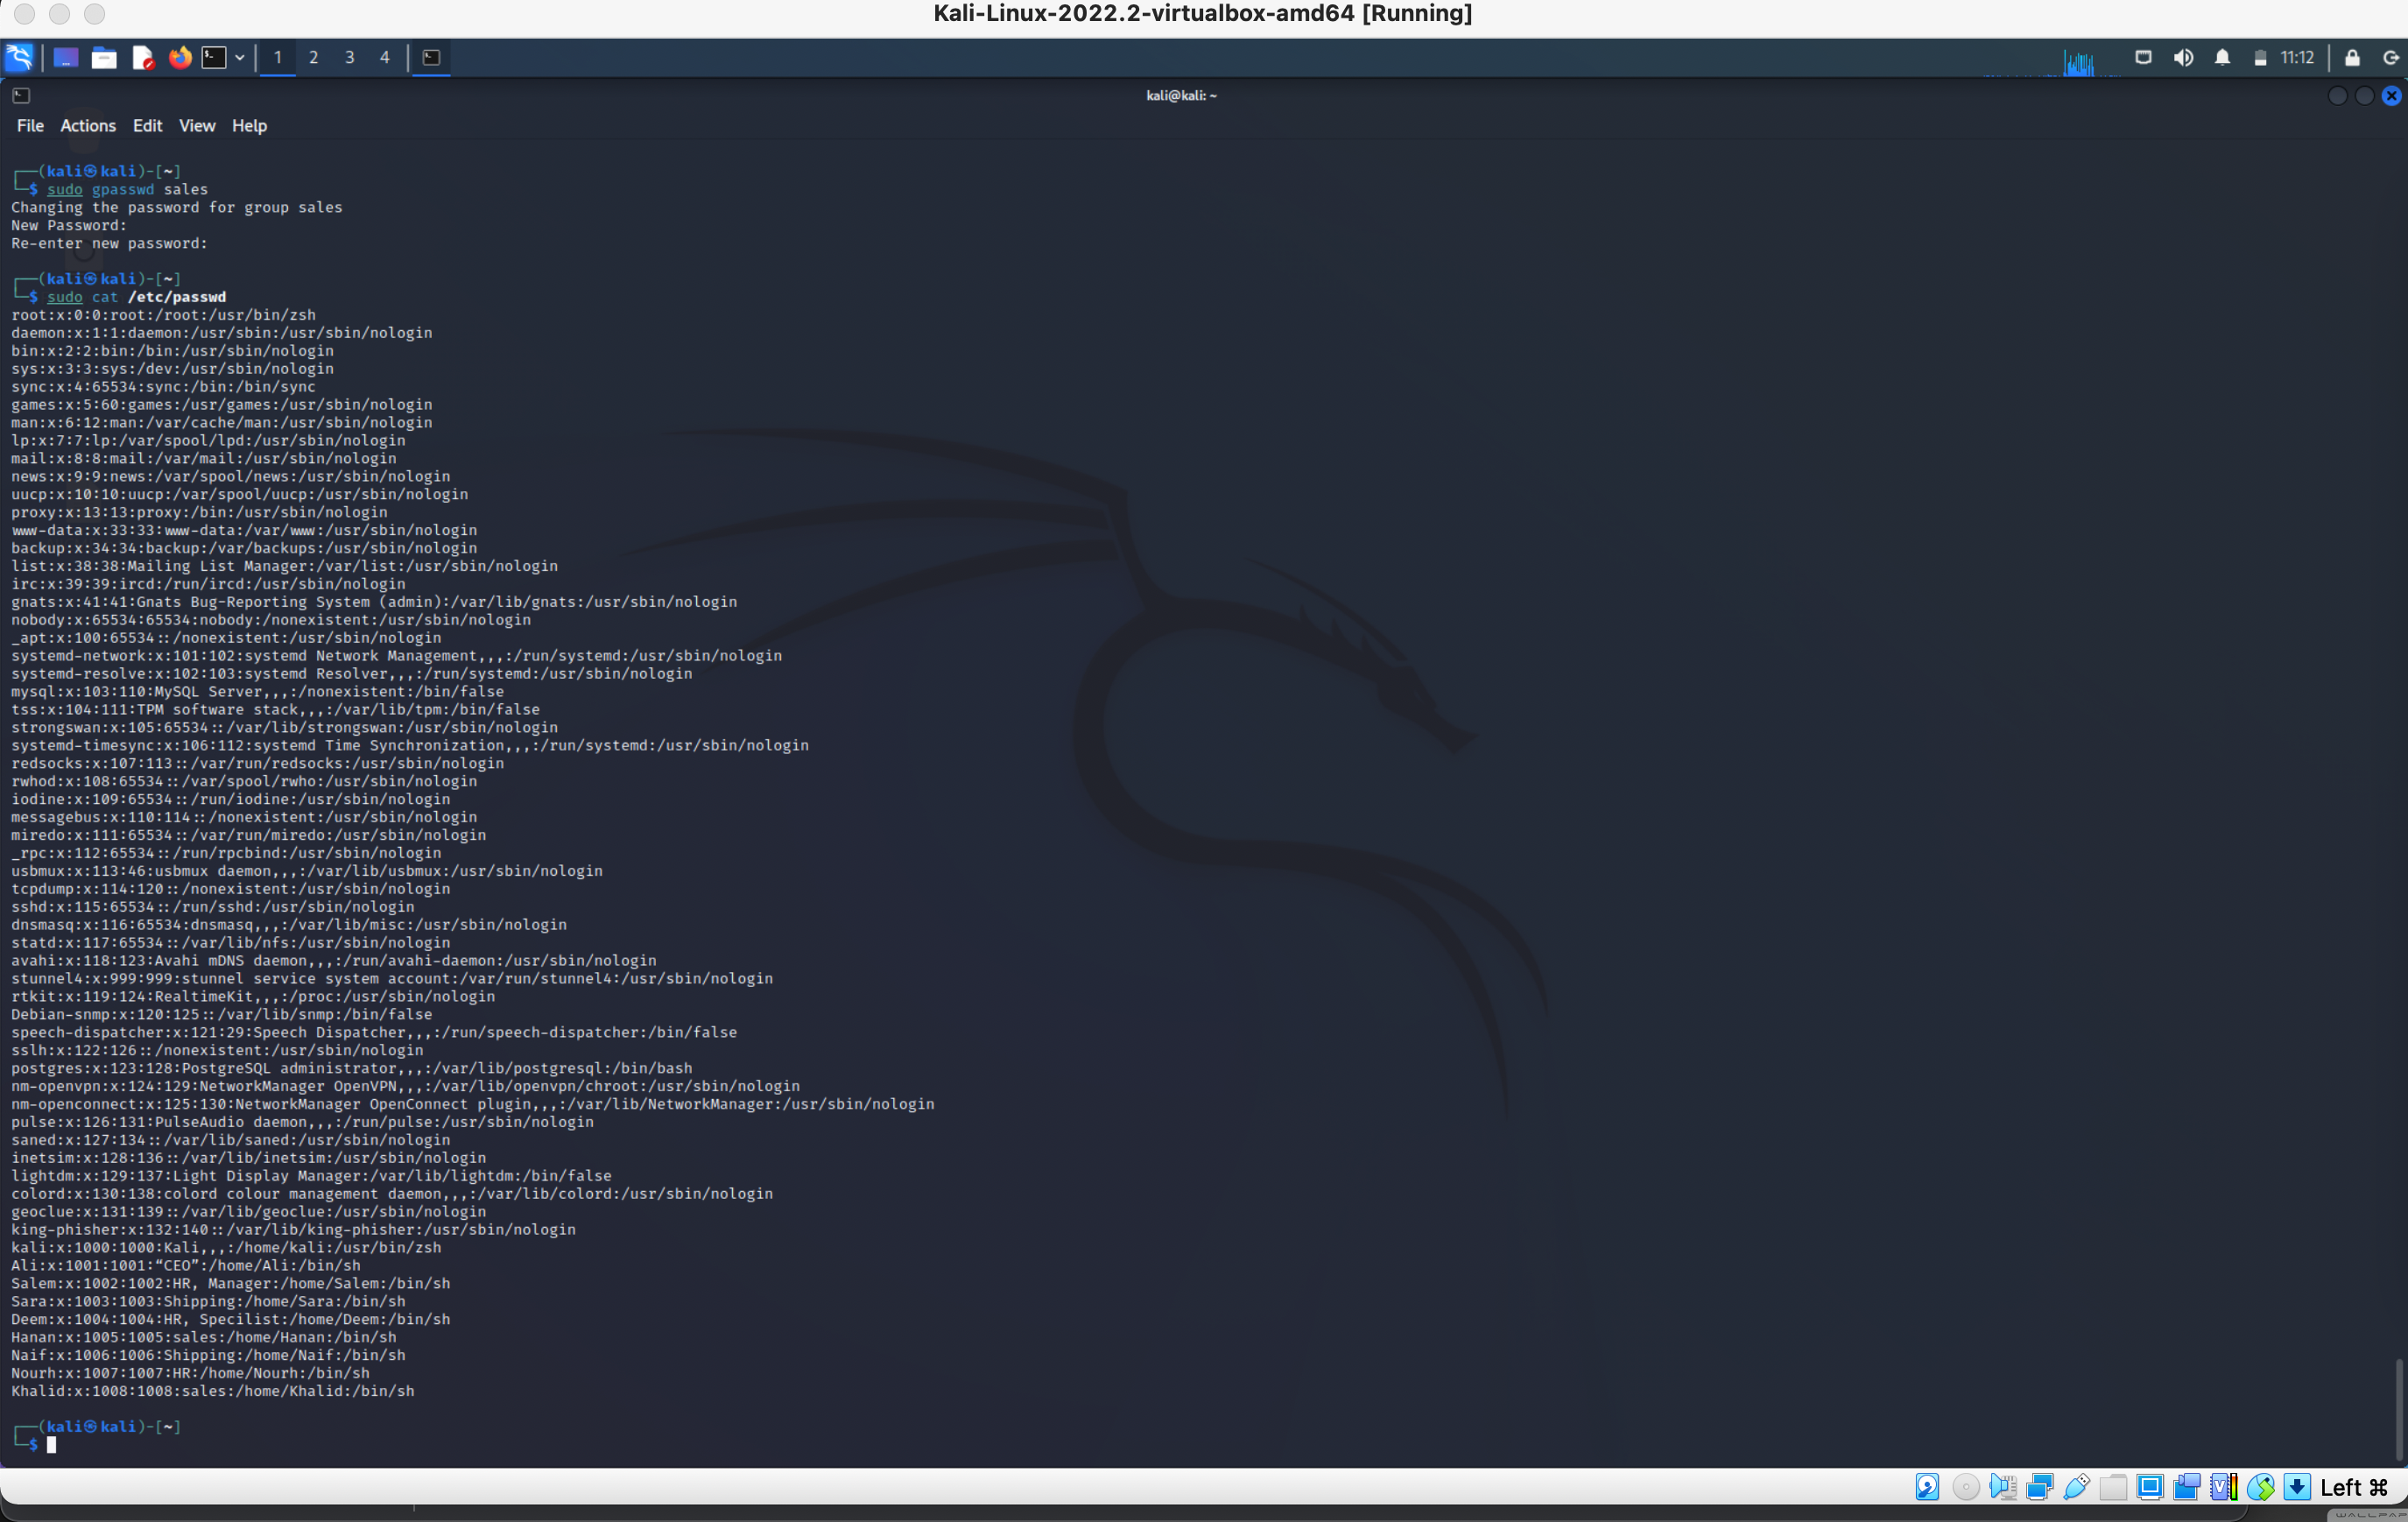 Kali-Linux-2022.2-virtualbox-amd64 [Running]
1 2 3 4
11:12
kali@kali: ~
File Actions Edit View Help
┌──(kali㉿kali)-[~]
└─$ sudo gpasswd sales
Changing the password for group sales
New Password:
Re-enter new password:
┌──(kali㉿kali)-[~]
└─$ sudo cat /etc/passwd
root:x:0:0:root:/root:/usr/bin/zsh
daemon:x:1:1:daemon:/usr/sbin:/usr/sbin/nologin
bin:x:2:2:bin:/bin:/usr/sbin/nologin
sys:x:3:3:sys:/dev:/usr/sbin/nologin
sync:x:4:65534:sync:/bin:/bin/sync
games:x:5:60:games:/usr/games:/usr/sbin/nologin
man:x:6:12:man:/var/cache/man:/usr/sbin/nologin
lp:x:7:7:lp:/var/spool/lpd:/usr/sbin/nologin
mail:x:8:8:mail:/var/mail:/usr/sbin/nologin
news:x:9:9:news:/var/spool/news:/usr/sbin/nologin
uucp:x:10:10:uucp:/var/spool/uucp:/usr/sbin/nologin
proxy:x:13:13:proxy:/bin:/usr/sbin/nologin
www-data:x:33:33:www-data:/var/www:/usr/sbin/nologin
backup:x:34:34:backup:/var/backups:/usr/sbin/nologin
list:x:38:38:Mailing List Manager:/var/list:/usr/sbin/nologin
irc:x:39:39:ircd:/run/ircd:/usr/sbin/nologin
gnats:x:41:41:Gnats Bug-Reporting System (admin):/var/lib/gnats:/usr/sbin/nologin
nobody:x:65534:65534:nobody:/nonexistent:/usr/sbin/nologin
_apt:x:100:65534::/nonexistent:/usr/sbin/nologin
systemd-network:x:101:102:systemd Network Management,,,:/run/systemd:/usr/sbin/nologin
systemd-resolve:x:102:103:systemd Resolver,,,:/run/systemd:/usr/sbin/nologin
mysql:x:103:110:MySQL Server,,,:/nonexistent:/bin/false
tss:x:104:111:TPM software stack,,,:/var/lib/tpm:/bin/false
strongswan:x:105:65534::/var/lib/strongswan:/usr/sbin/nologin
systemd-timesync:x:106:112:systemd Time Synchronization,,,:/run/systemd:/usr/sbin/nologin
redsocks:x:107:113::/var/run/redsocks:/usr/sbin/nologin
rwhod:x:108:65534::/var/spool/rwho:/usr/sbin/nologin
iodine:x:109:65534::/run/iodine:/usr/sbin/nologin
messagebus:x:110:114::/nonexistent:/usr/sbin/nologin
miredo:x:111:65534::/var/run/miredo:/usr/sbin/nologin
_rpc:x:112:65534::/run/rpcbind:/usr/sbin/nologin
usbmux:x:113:46:usbmux daemon,,,:/var/lib/usbmux:/usr/sbin/nologin
tcpdump:x:114:120::/nonexistent:/usr/sbin/nologin
sshd:x:115:65534::/run/sshd:/usr/sbin/nologin
dnsmasq:x:116:65534:dnsmasq,,,:/var/lib/misc:/usr/sbin/nologin
statd:x:117:65534::/var/lib/nfs:/usr/sbin/nologin
avahi:x:118:123:Avahi mDNS daemon,,,:/run/avahi-daemon:/usr/sbin/nologin
stunnel4:x:999:999:stunnel service system account:/var/run/stunnel4:/usr/sbin/nologin
rtkit:x:119:124:RealtimeKit,,,:/proc:/usr/sbin/nologin
Debian-snmp:x:120:125::/var/lib/snmp:/bin/false
speech-dispatcher:x:121:29:Speech Dispatcher,,,:/run/speech-dispatcher:/bin/false
sslh:x:122:126::/nonexistent:/usr/sbin/nologin
postgres:x:123:128:PostgreSQL administrator,,,:/var/lib/postgresql:/bin/bash
nm-openvpn:x:124:129:NetworkManager OpenVPN,,,:/var/lib/openvpn/chroot:/usr/sbin/nologin
nm-openconnect:x:125:130:NetworkManager OpenConnect plugin,,,:/var/lib/NetworkManager:/usr/sbin/nologin
pulse:x:126:131:PulseAudio daemon,,,:/run/pulse:/usr/sbin/nologin
saned:x:127:134::/var/lib/saned:/usr/sbin/nologin
inetsim:x:128:136::/var/lib/inetsim:/usr/sbin/nologin
lightdm:x:129:137:Light Display Manager:/var/lib/lightdm:/bin/false
colord:x:130:138:colord colour management daemon,,,:/var/lib/colord:/usr/sbin/nologin
geoclue:x:131:139::/var/lib/geoclue:/usr/sbin/nologin
king-phisher:x:132:140::/var/lib/king-phisher:/usr/sbin/nologin
kali:x:1000:1000:Kali,,,:/home/kali:/usr/bin/zsh
Ali:x:1001:1001:“CEO”:/home/Ali:/bin/sh
Salem:x:1002:1002:HR, Manager:/home/Salem:/bin/sh
Sara:x:1003:1003:Shipping:/home/Sara:/bin/sh
Deem:x:1004:1004:HR, Specilist:/home/Deem:/bin/sh
Hanan:x:1005:1005:sales:/home/Hanan:/bin/sh
Naif:x:1006:1006:Shipping:/home/Naif:/bin/sh
Nourh:x:1007:1007:HR:/home/Nourh:/bin/sh
Khalid:x:1008:1008:sales:/home/Khalid:/bin/sh
┌──(kali㉿kali)-[~]
└─$
Left ⌘